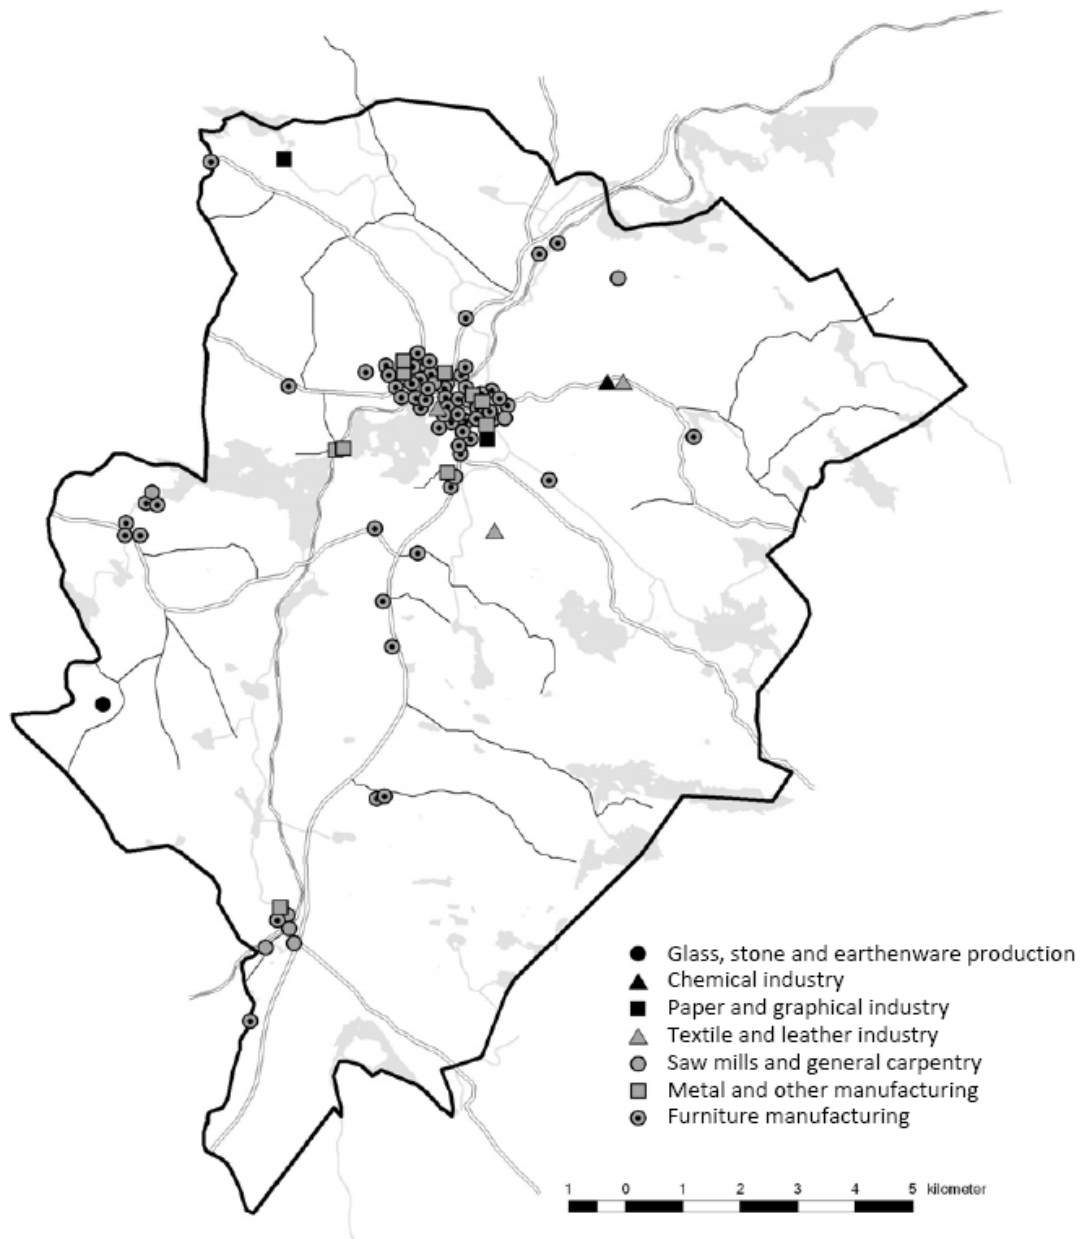 Glass, stone and earthenware production
Chemical industry
Paper and graphical industry
Textile and leather industry
Saw mills and general carpentry
Metal and other manufacturing
Furniture manufacturing
1 0 1 2 3 4 5 kilometer